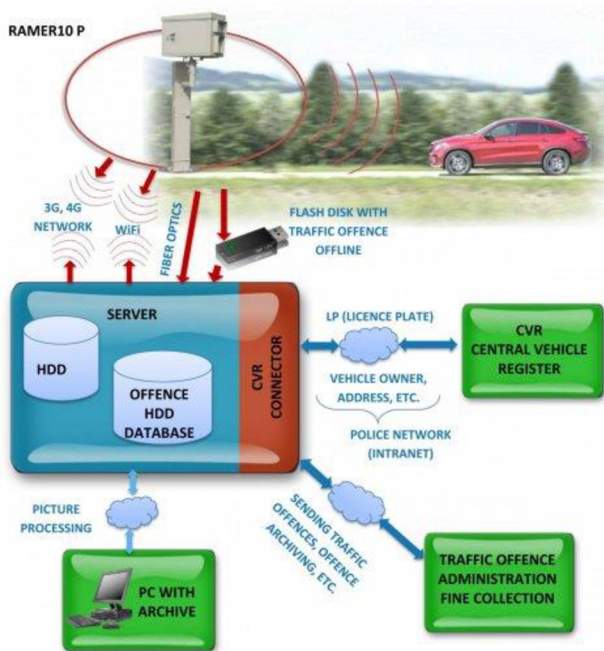 RAMER10 P
3G, 4G
NETWORK
WiFi
FIBER OPTICS
FLASH DISK WITH
TRAFFIC OFFENCE
OFFLINE
SERVER
HDD
OFFENCE
HDD
DATABASE
CVR
CONNECTOR
LP (LICENCE PLATE)
VEHICLE OWNER,
ADDRESS, ETC.
POLICE NETWORK
(INTRANET)
CVR
CENTRAL VEHICLE
REGISTER
PICTURE
PROCESSING
SENDING TRAFFIC
OFFENCES, OFFENCE
ARCHIVING, ETC.
PC WITH
ARCHIVE
TRAFFIC OFFENCE
ADMINISTRATION
FINE COLLECTION